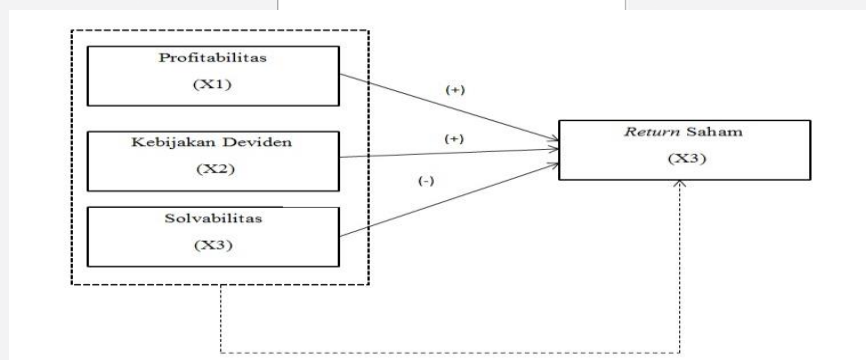 Profitabilitas
(X1)
(+)
Kebijakan Deviden
(X2)
(+)
Return Saham
(X3)
(-)
Solvabilitas
(X3)